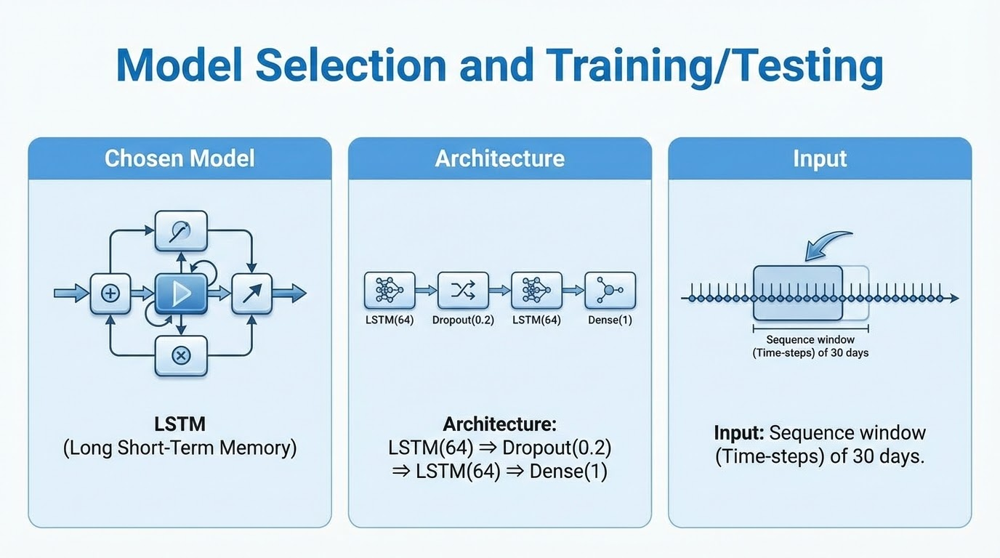 Model Selection and Training/Testing
Chosen Model
LSTM
(Long Short-Term Memory)
Architecture
LSTM(64)
Dropout(0.2)
LSTM(64)
Dense(1)
Architecture:
LSTM(64) ⇒ Dropout(0.2)
⇒ LSTM(64) ⇒ Dense(1)
Input
Sequence window
(Time-steps) of 30 days
Input: Sequence window
(Time-steps) of 30 days.